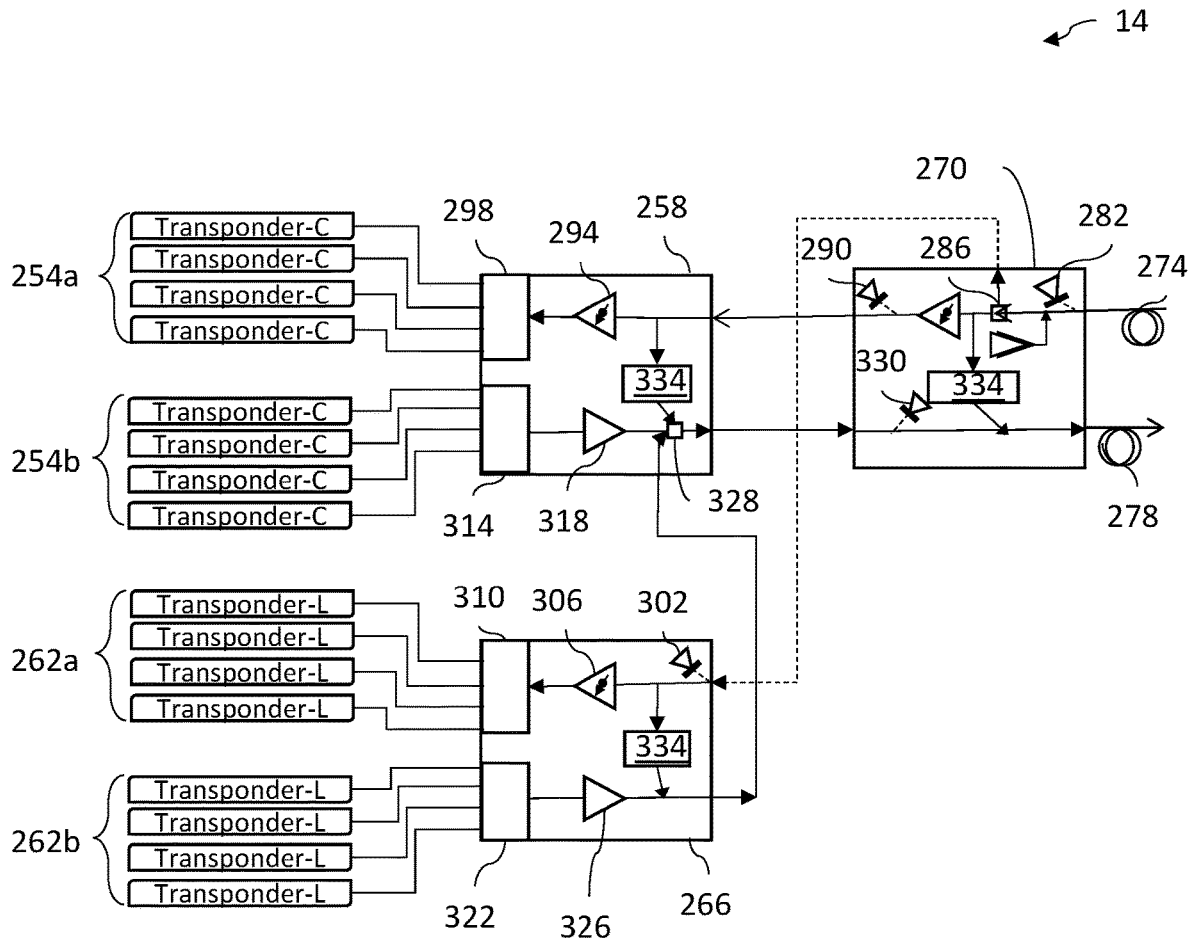 14
270
298
258
282
Transponder-C
294
290
286
274
254a
Transponder-C
Transponder-C
Transponder-C
334
330
334
Transponder-C
254b
Transponder-C
Transponder-C
Transponder-C
314
318
328
278
Transponder-L
310
306
302
262a
Transponder-L
Transponder-L
Transponder-L
334
Transponder-L
262b
Transponder-L
Transponder-L
Transponder-L
322
326
266